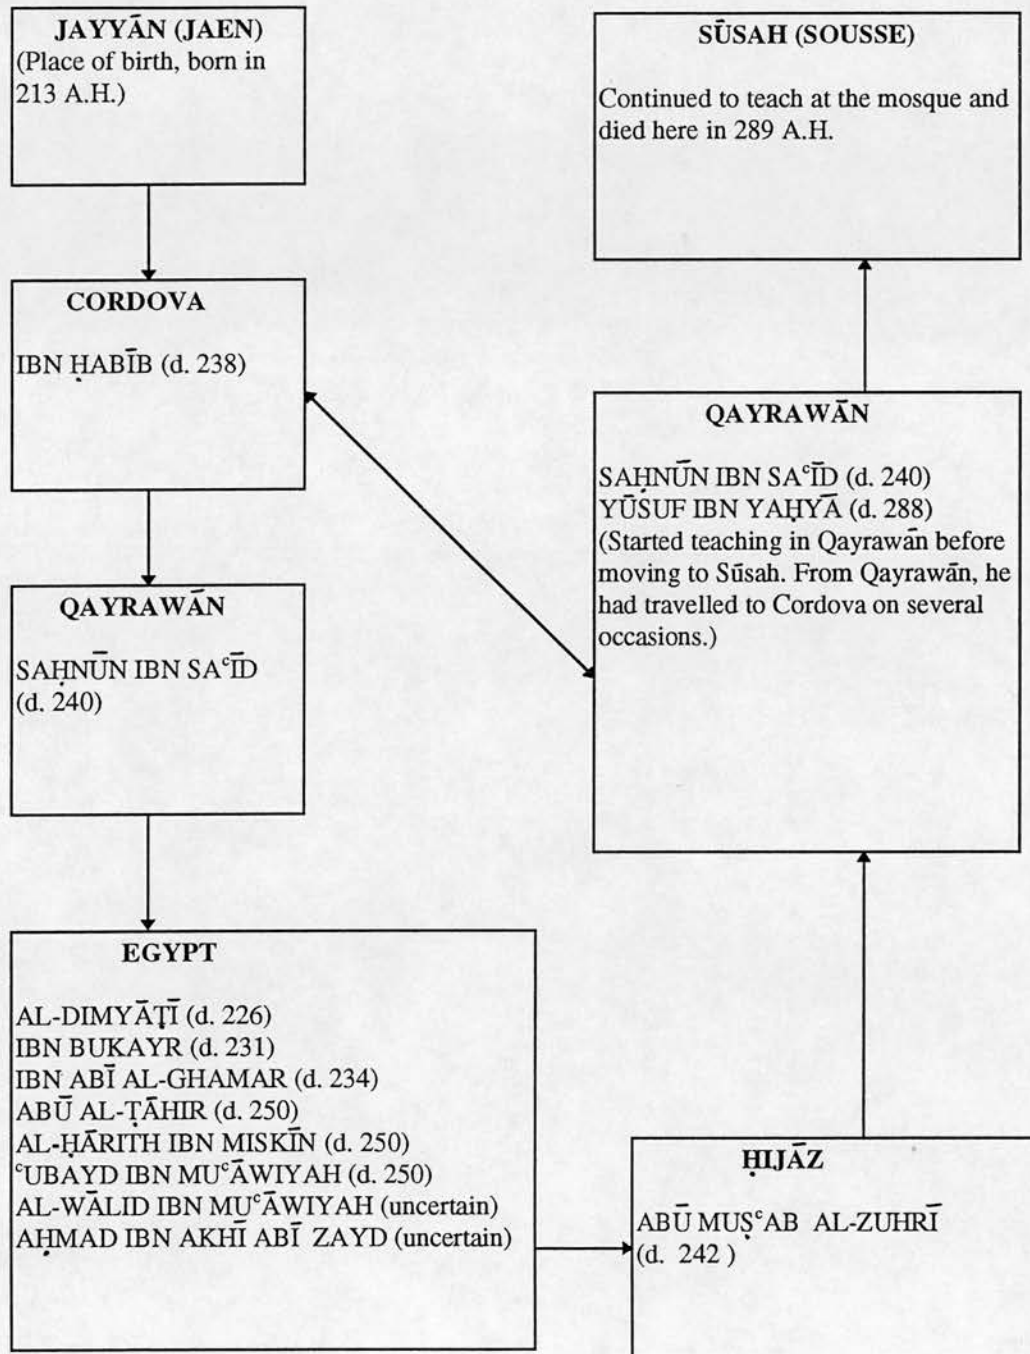 JAYYĀN (JAEN)
(Place of birth, born in
213 A.H.)
CORDOVA
IBN ḤABĪB (d. 238)
QAYRAWĀN
SAḤNŪN IBN SAᶜĪD
(d. 240)
EGYPT
AL-DIMYĀṬĪ (d. 226)
IBN BUKAYR (d. 231)
IBN ABĪ AL-GHAMAR (d. 234)
ABŪ AL-ṬĀHIR (d. 250)
AL-ḤĀRITH IBN MISKĪN (d. 250)
ᶜUBAYD IBN MUᶜĀWIYAH (d. 250)
AL-WĀLID IBN MUᶜĀWIYAH (uncertain)
AḤMAD IBN AKHĪ ABĪ ZAYD (uncertain)
ḤIJĀZ
ABŪ MUṢᶜAB AL-ZUHRĪ
(d. 242 )
QAYRAWĀN
SAḤNŪN IBN SAᶜĪD (d. 240)
YŪSUF IBN YAḤYĀ (d. 288)
(Started teaching in Qayrawān before
moving to Sūsah. From Qayrawān, he
had travelled to Cordova on several
occasions.)
SŪSAH (SOUSSE)
Continued to teach at the mosque and
died here in 289 A.H.